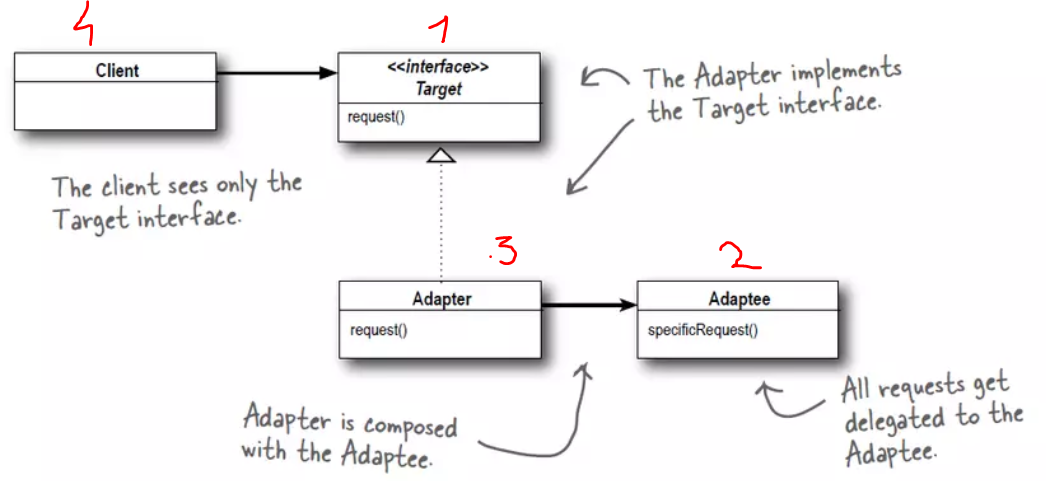 4
1
Client
<<interface>>
Target
request()
The Adapter implements
the Target interface.
The client sees only the
Target interface.
.3
2
Adapter
request()
Adaptee
specificRequest()
Adapter is composed
with the Adaptee.
All requests get
delegated to the
Adaptee.